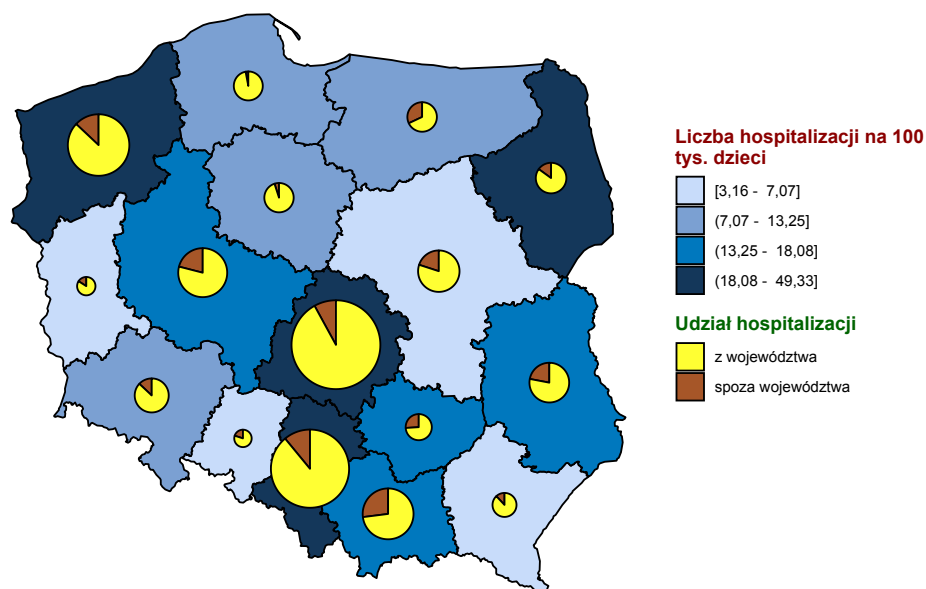 Liczba hospitalizacji na 100
tys. dzieci
[3,16 - 7,07]
(7,07 - 13,25]
(13,25 - 18,08]
(18,08 - 49,33]
Udział hospitalizacji
z województwa
spoza województwa